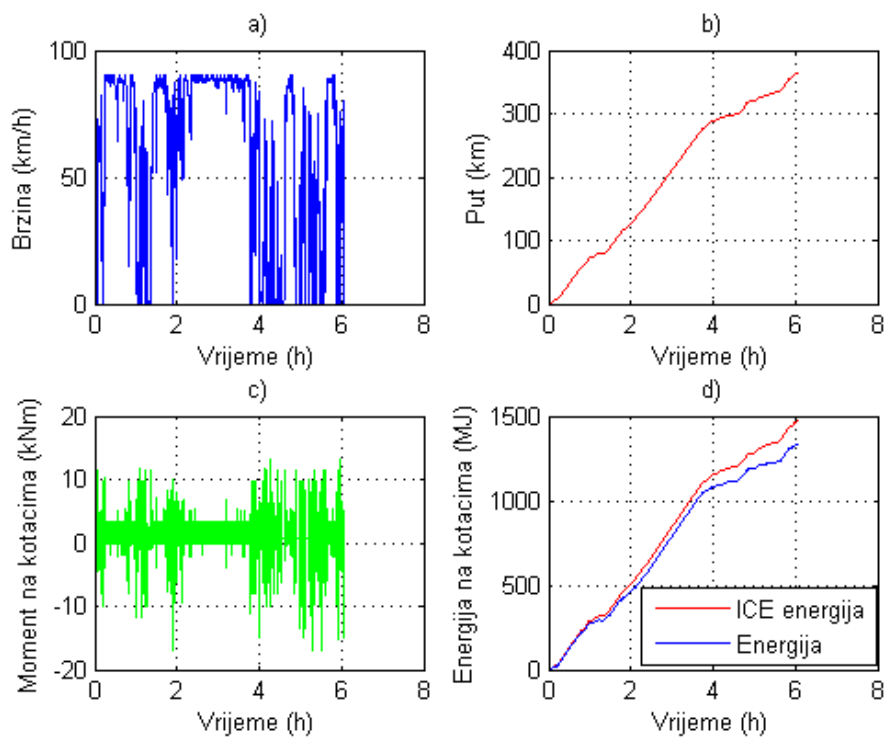 a)
100
50
0
0
2
4
6
8
Brzina (km/h)
Vrijeme (h)
b)
400
300
200
100
0
0
2
4
6
8
Put (km)
Vrijeme (h)
c)
20
10
0
-10
-20
0
2
4
6
8
Moment na kotacima (kNm)
Vrijeme (h)
d)
1500
1000
500
0
0
2
4
6
8
Energija na kotacima (MJ)
Vrijeme (h)
ICE energija
Energija